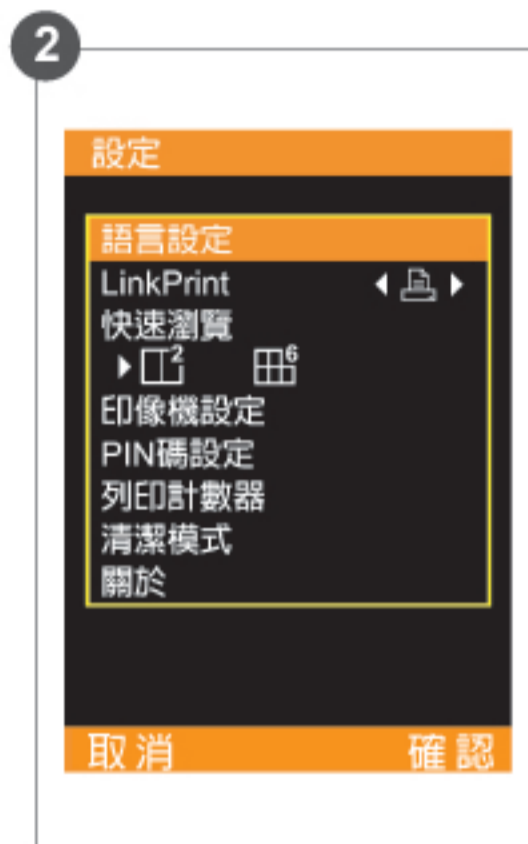 2
設定
語言設定
LinkPrint
快速瀏覽
2 6
印像機設定
PIN碼設定
列印計數器
清潔模式
關於
取消 確認